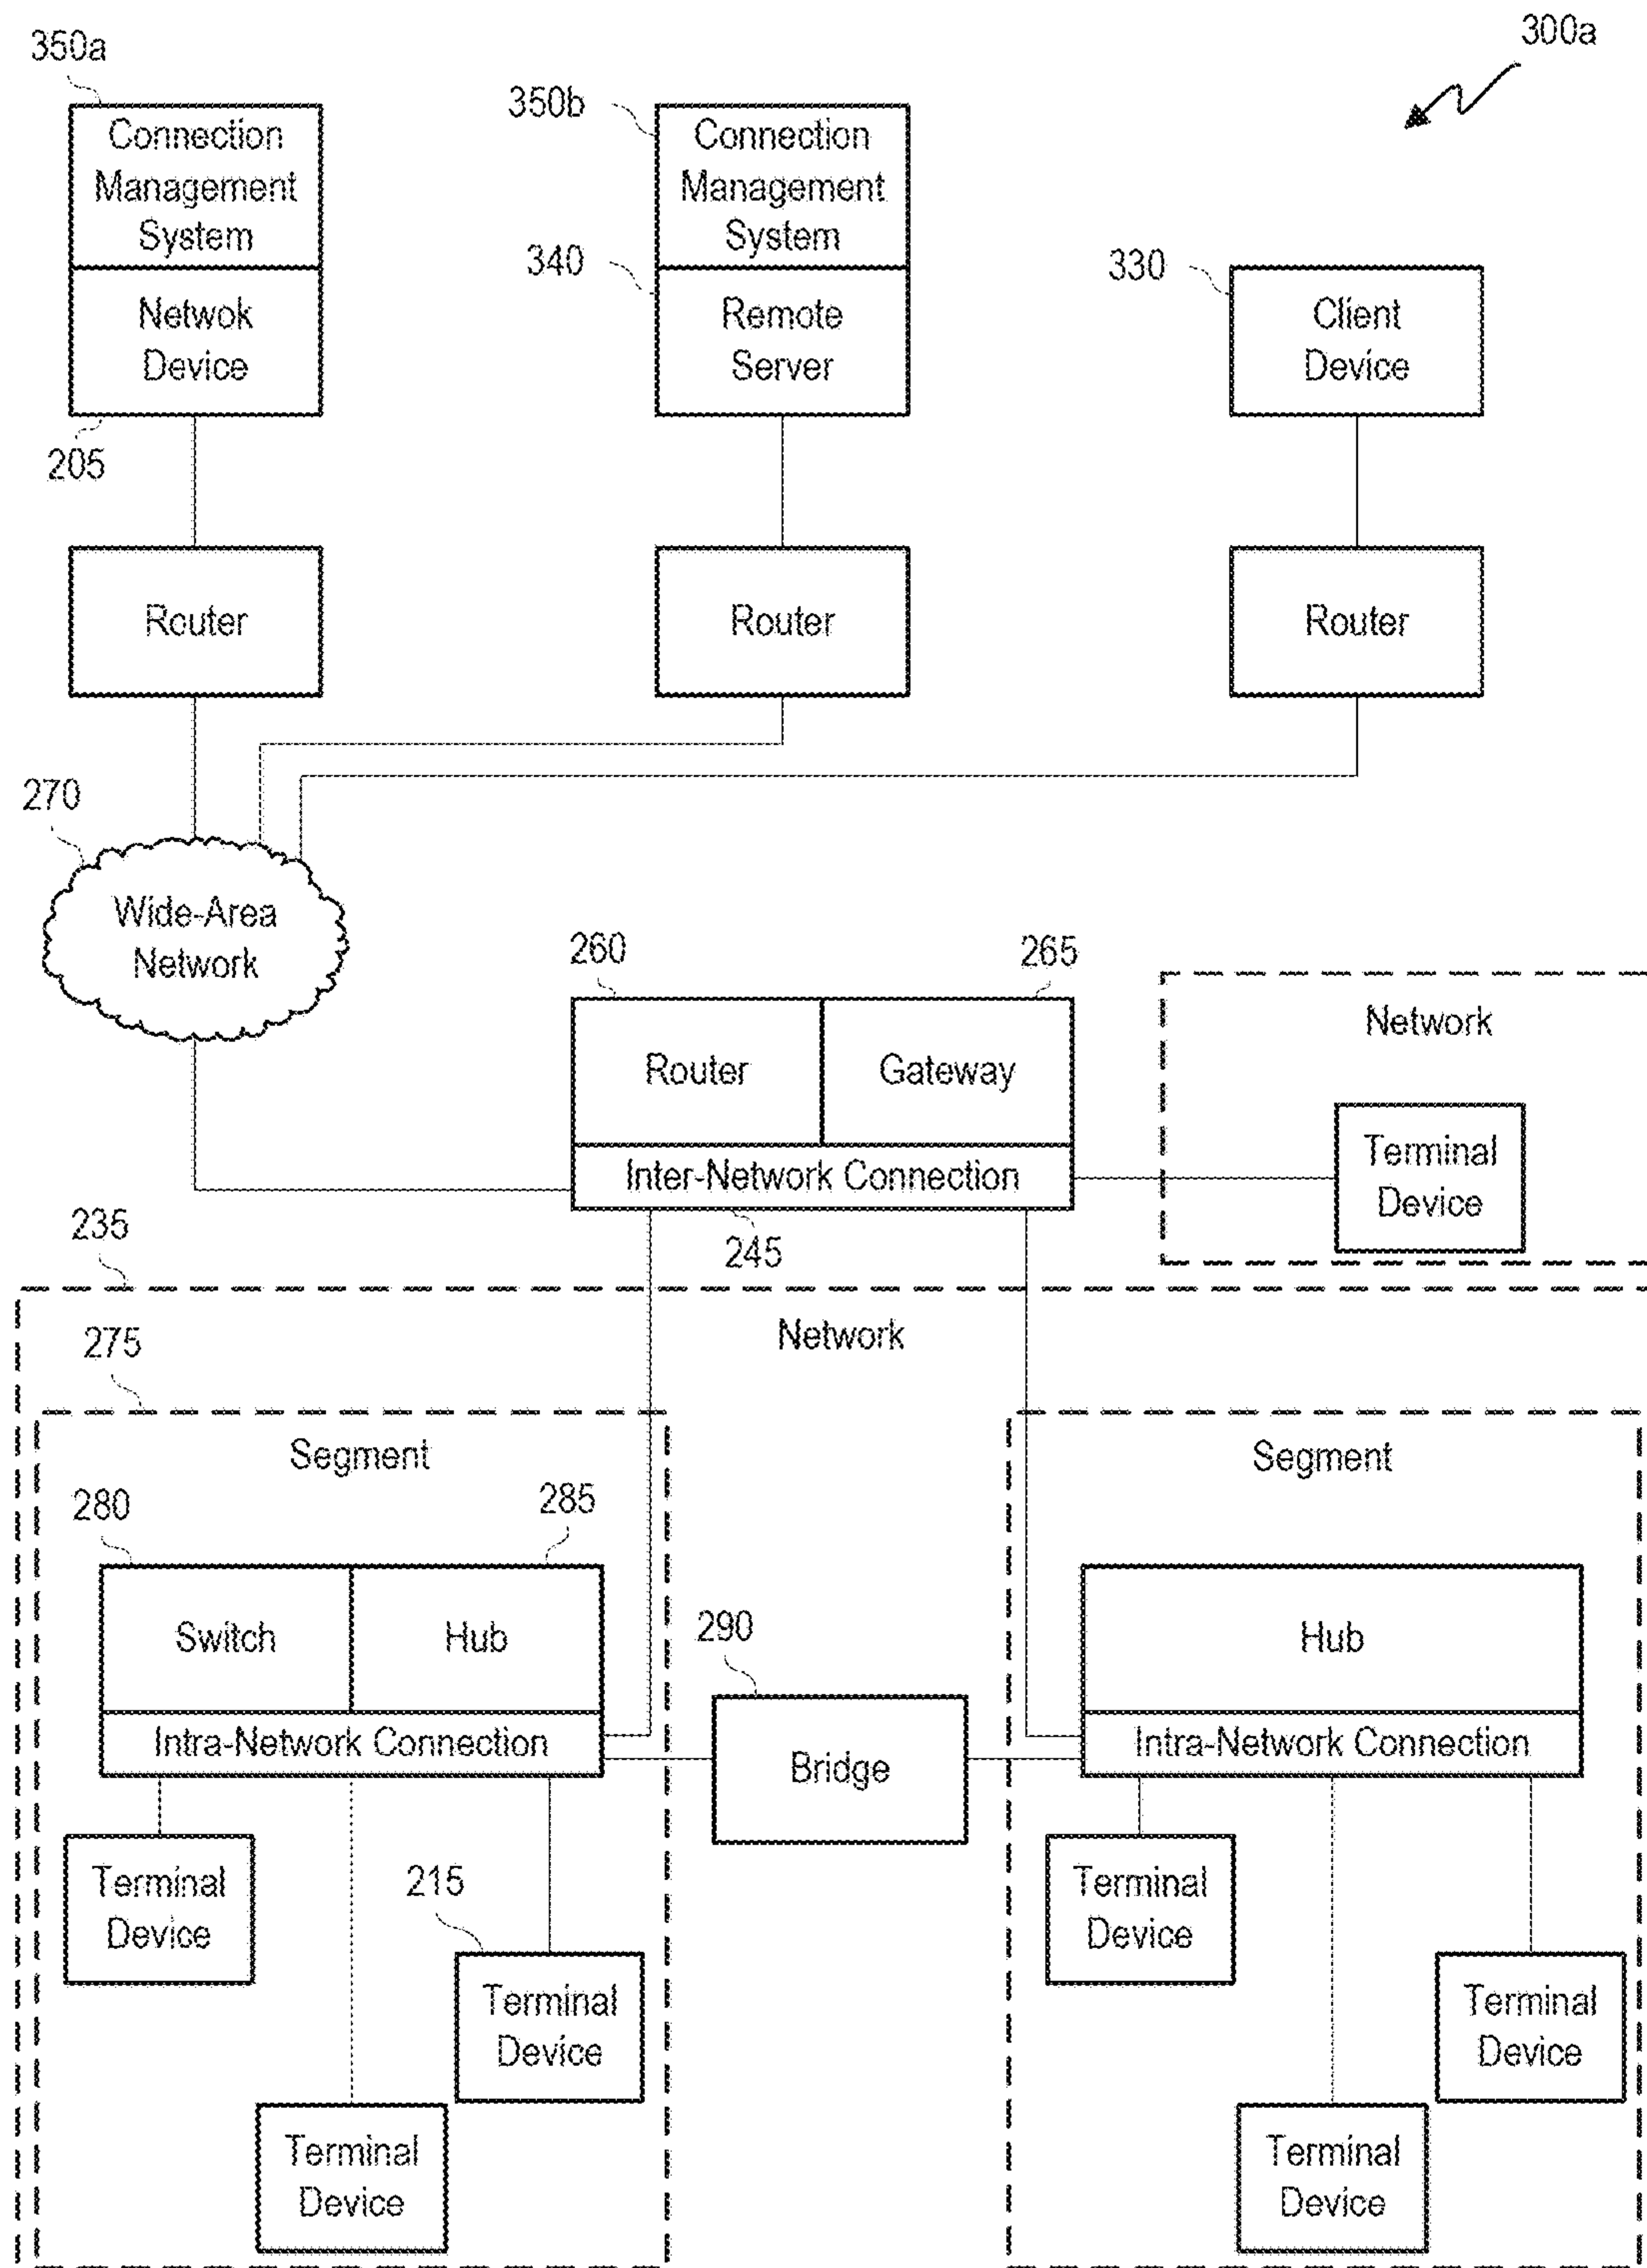 300a
350a
Connection
Management
System
Netwok
Device
205
350b
Connection
Management
System
340
Remote
Server
330
Client
Device
Router
Router
Router
270
Wide-Area
Network
260
265
Router
Gateway
Inter-Network Connection
245
Network
Terminal
Device
235
Network
275
Segment
280
285
Switch
Hub
Intra-Network Connection
Terminal
Device
215
Terminal
Device
Terminal
Device
290
Bridge
Segment
Hub
Intra-Network Connection
Terminal
Device
Terminal
Device
Terminal
Device